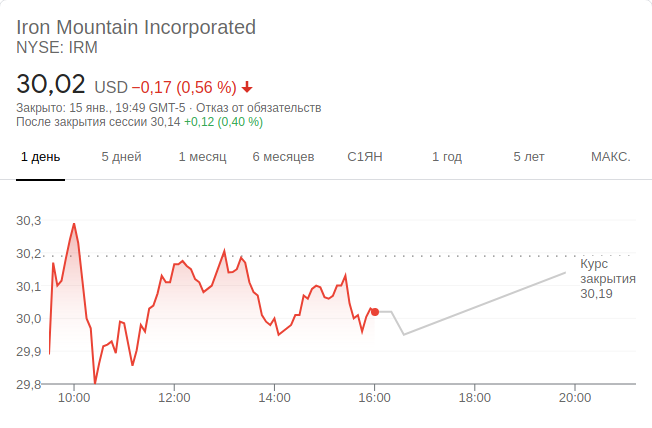 Iron Mountain Incorporated
NYSE: IRM
30,02 USD −0,17 (0,56 %)
Закрыто: 15 янв., 19:49 GMT-5 · Отказ от обязательств
После закрытия сессии 30,14 +0,12 (0,40 %)
1 день 5 дней 1 месяц 6 месяцев С1ЯН 1 год 5 лет МАКС.
30,3
30,2
30,1
30,0
29,9
29,8
Курс
закрытия
30,19
10:00 12:00 14:00 16:00 18:00 20:00